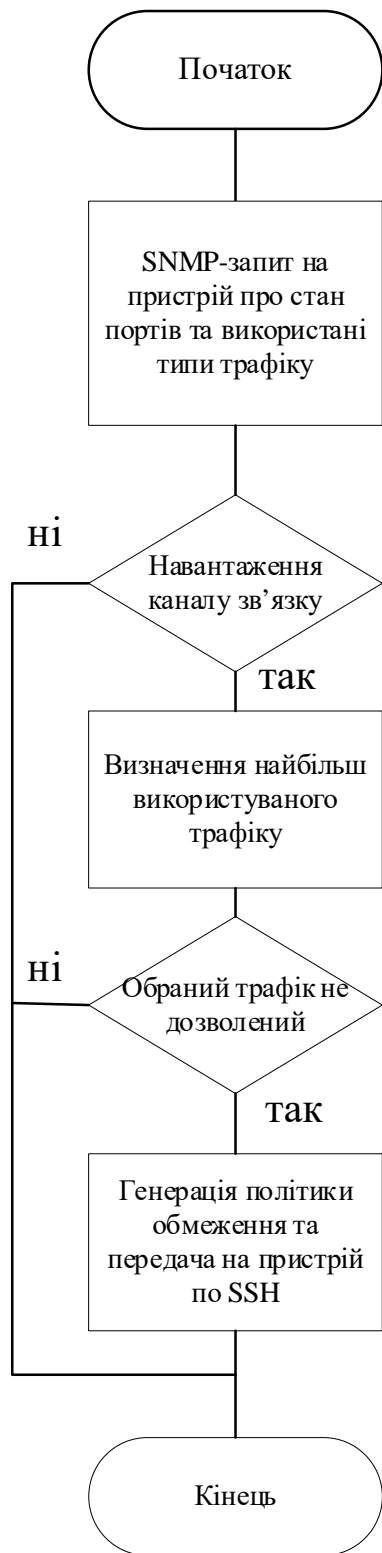 Початок
SNMP-запит на
пристрій про стан
портів та використані
типи трафіку
ні
Навантаження
каналу зв’язку
так
Визначення найбільш
використуваного
трафіку
ні
Обраний трафік не
дозволений
так
Генерація політики
обмеження та
передача на пристрій
по SSH
Кінець